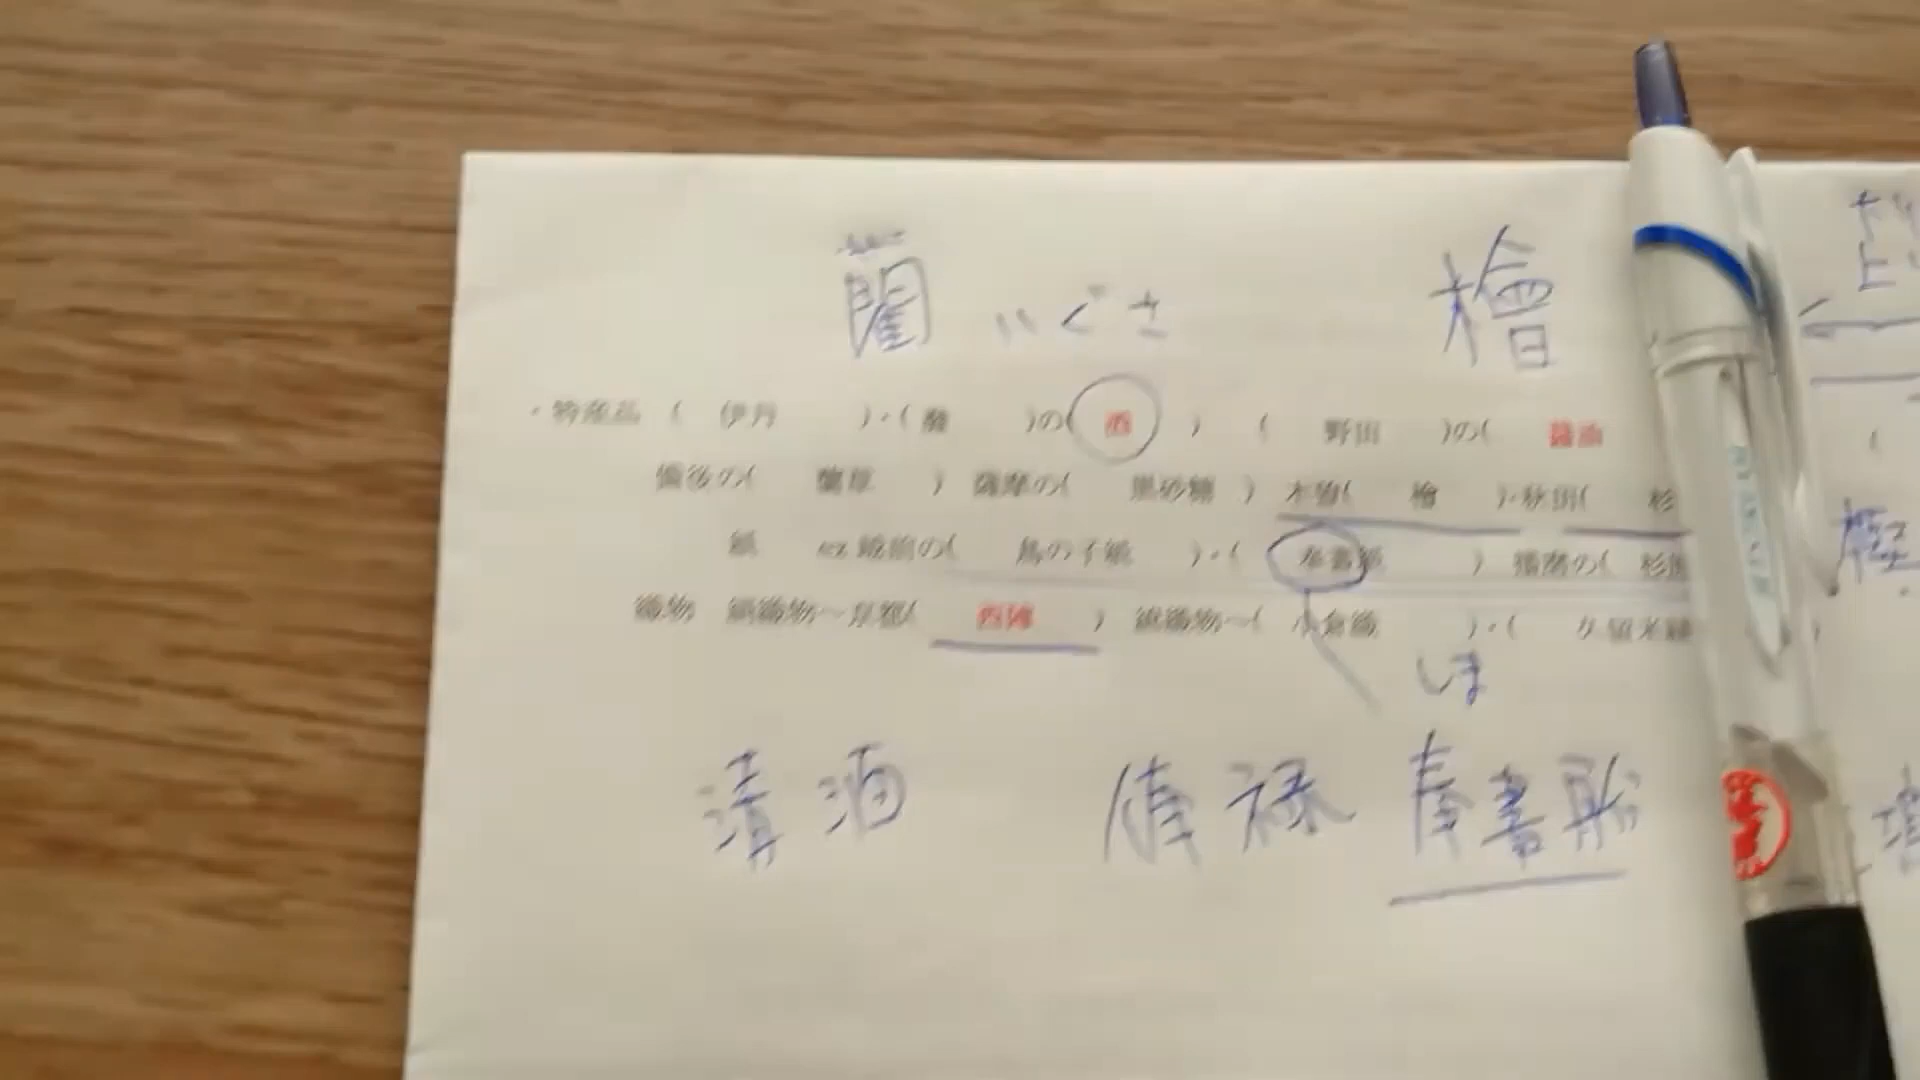 藺 いぐさ 檜
・特産品 ( 伊丹 )・( 灘 )の( 酒 ) ( 野田 )の( 醤油
備後の( 藺草 ) 薩摩の( 黒砂糖 ) 木曽( 檜 )・秋田( 杉
紙 ex 越前の( 鳥の子紙 )・( 奉書紙 ) 播磨の( 杉原
織物 絹織物〜京都( 西陣 ) 綿織物〜( 小倉織 )・( 久留米絣 )
清酒 俸禄 奉書